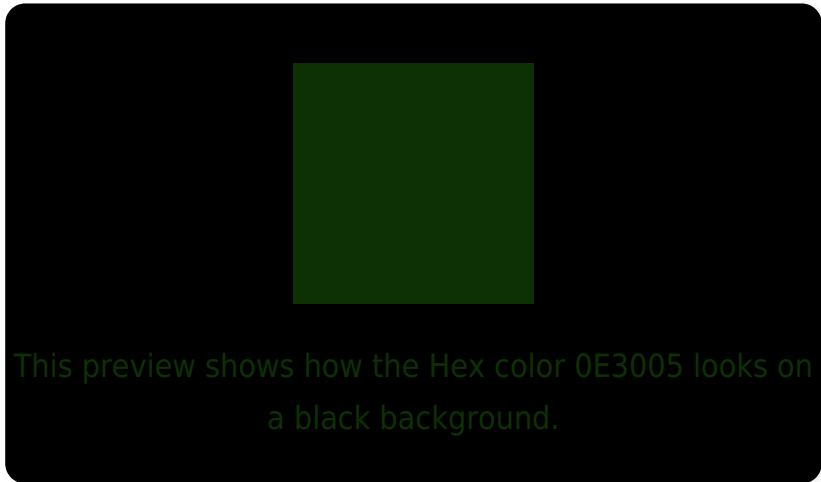 This preview shows how the Hex color 0E3005 looks on
a black background.